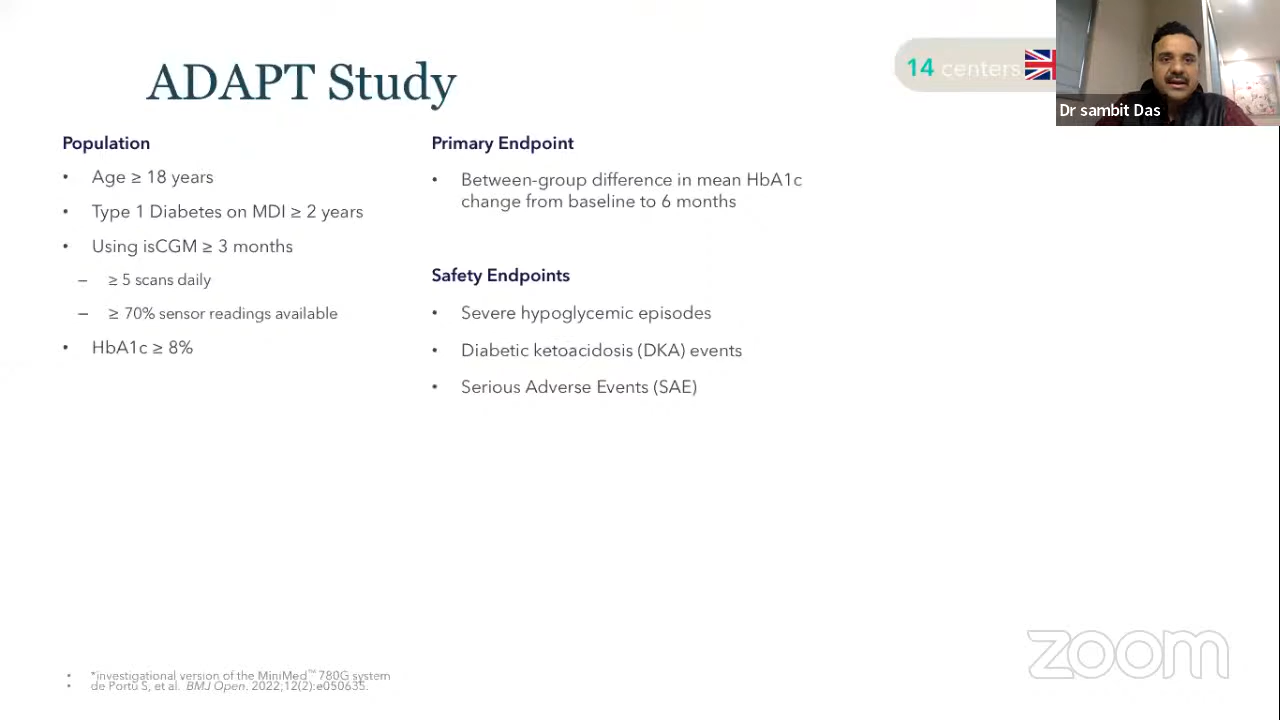 ADAPT Study
14 centers
Dr sambit Das
Population
• Age ≥ 18 years
• Type 1 Diabetes on MDI ≥ 2 years
• Using isCGM ≥ 3 months
– ≥ 5 scans daily
– ≥ 70% sensor readings available
• HbA1c ≥ 8%
Primary Endpoint
• Between-group difference in mean HbA1c
change from baseline to 6 months
Safety Endpoints
• Severe hypoglycemic episodes
• Diabetic ketoacidosis (DKA) events
• Serious Adverse Events (SAE)
• *investigational version of the MiniMed™ 780G system
• de Portu S, et al. BMJ Open. 2022;12(2):e050635.
zoom